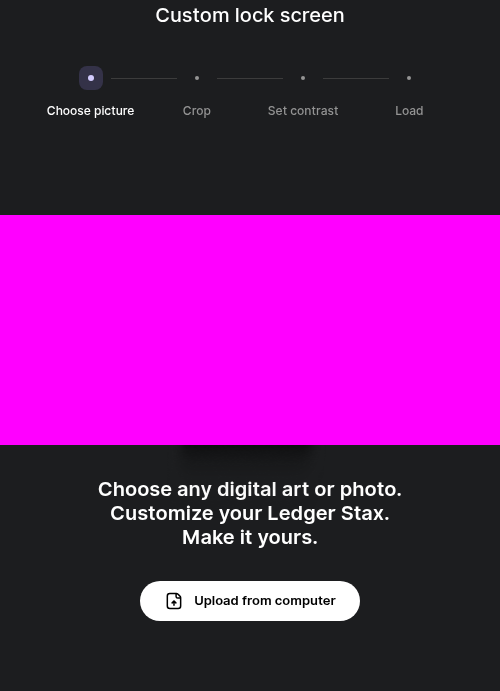 Custom lock screen
Choose picture
Crop
Set contrast
Load
Choose any digital art or photo.
Customize your Ledger Stax.
Make it yours.
Upload from computer